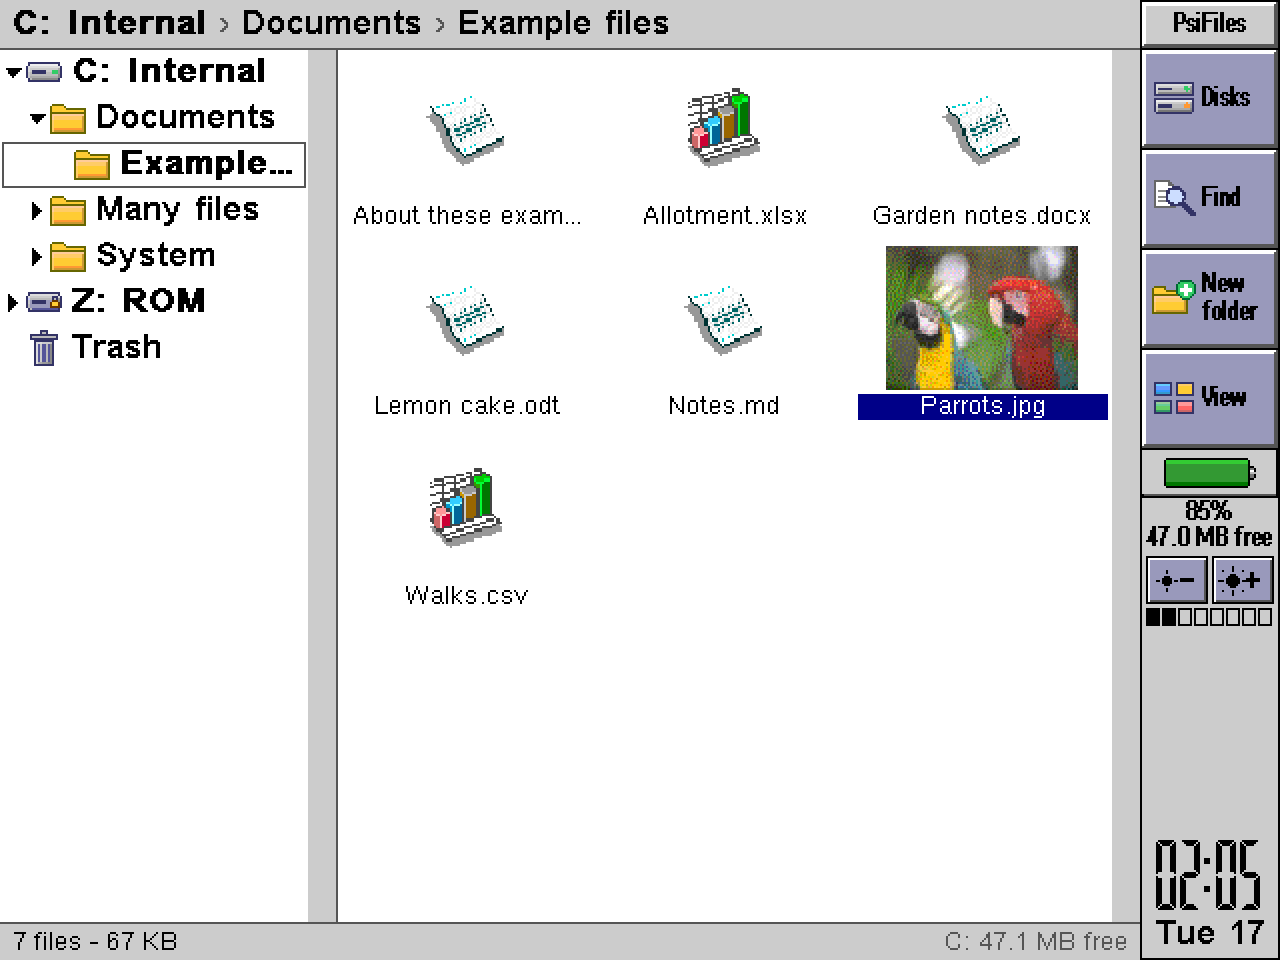 C: Internal › Documents › Example files
C: Internal
Documents
Example...
Many files
System
Z: ROM
Trash
About these exam...
Allotment.xlsx
Garden notes.docx
Lemon cake.odt
Notes.md
Parrots.jpg
Walks.csv
7 files - 67 KB
C: 47.1 MB free
PsiFiles
Disks
Find
New
folder
View
85%
47.0 MB free
02:05
Tue 17